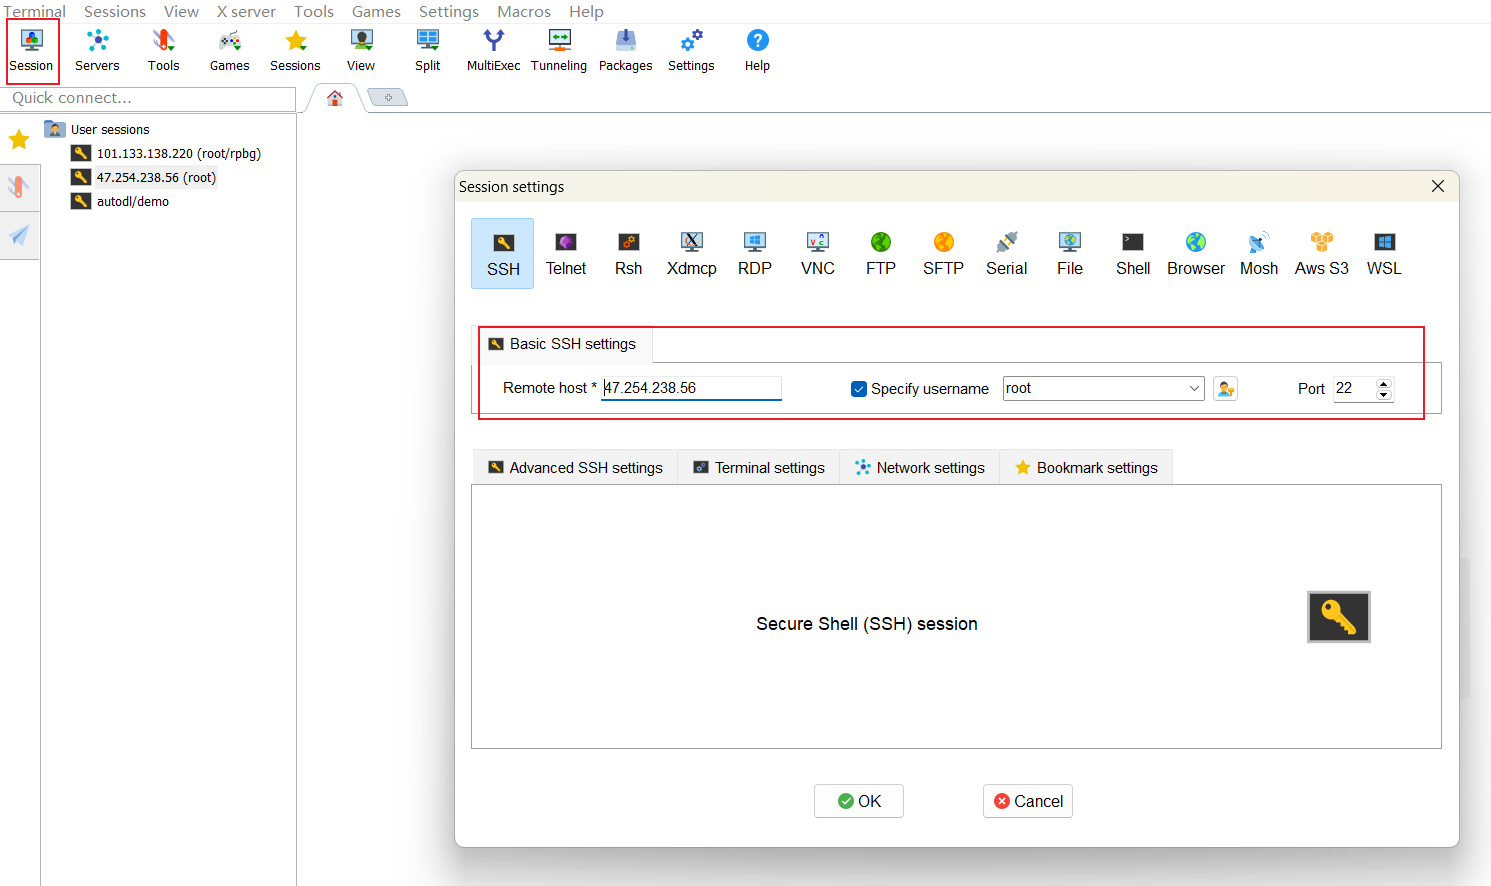 Terminal Sessions View X server Tools Games Settings Macros Help
Session Servers Tools Games Sessions View Split MultiExec Tunneling Packages Settings Help
Quick connect...
User sessions
101.133.138.220 (root/rpbg)
47.254.238.56 (root)
autodl/demo
Session settings
SSH Telnet Rsh Xdmcp RDP VNC FTP SFTP Serial File Shell Browser Mosh Aws S3 WSL
Basic SSH settings
Remote host * 47.254.238.56 Specify username root Port 22
Advanced SSH settings Terminal settings Network settings Bookmark settings
Secure Shell (SSH) session
OK Cancel